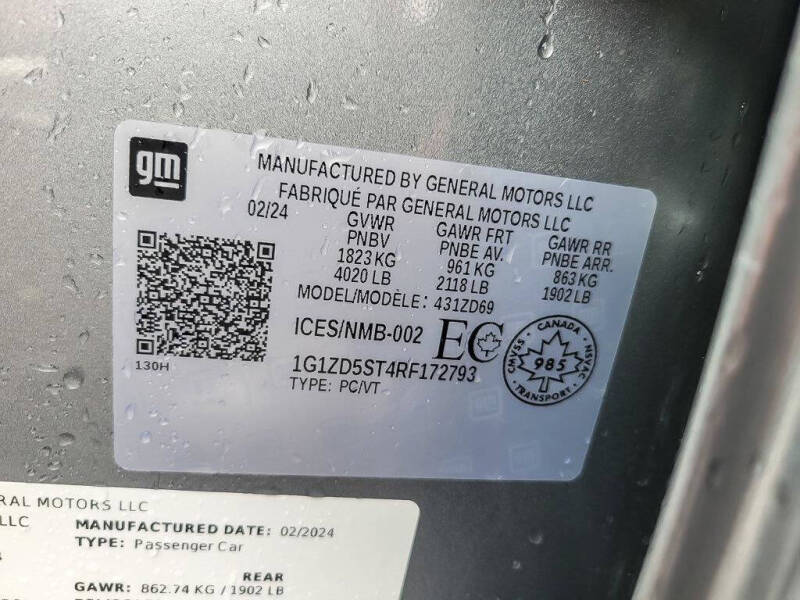 gm
MANUFACTURED BY GENERAL MOTORS LLC
FABRIQUÉ PAR GENERAL MOTORS LLC
02/24 GVWR GAWR FRT GAWR RR
PNBV PNBE AV. PNBE ARR.
1823 KG 961 KG 863 KG
4020 LB 2118 LB 1902 LB
MODEL/MODÈLE: 431ZD69
ICES/NMB-002 EC
130H
1G1ZD5ST4RF172793
TYPE: PC/VT
CANADA
CMVSS 985 NSVAC
TRANSPORT
RAL MOTORS LLC
LLC MANUFACTURED DATE: 02/2024
TYPE: Passenger Car
REAR
GAWR: 862.74 KG / 1902 LB